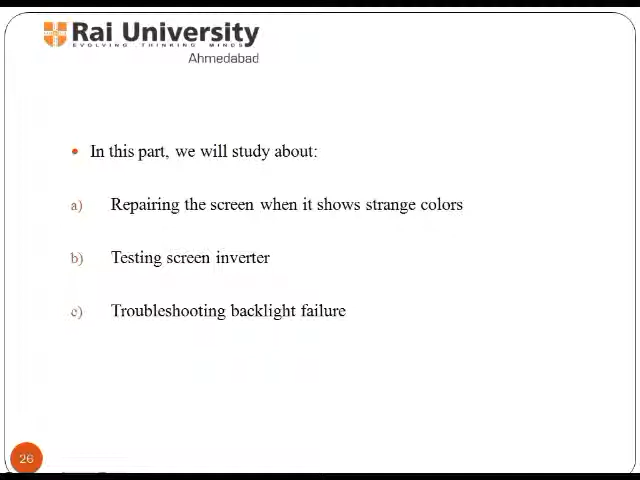 Rai University
EVOLVING THINKING MINDS
Ahmedabad
• In this part, we will study about:
a) Repairing the screen when it shows strange colors
b) Testing screen inverter
c) Troubleshooting backlight failure
26